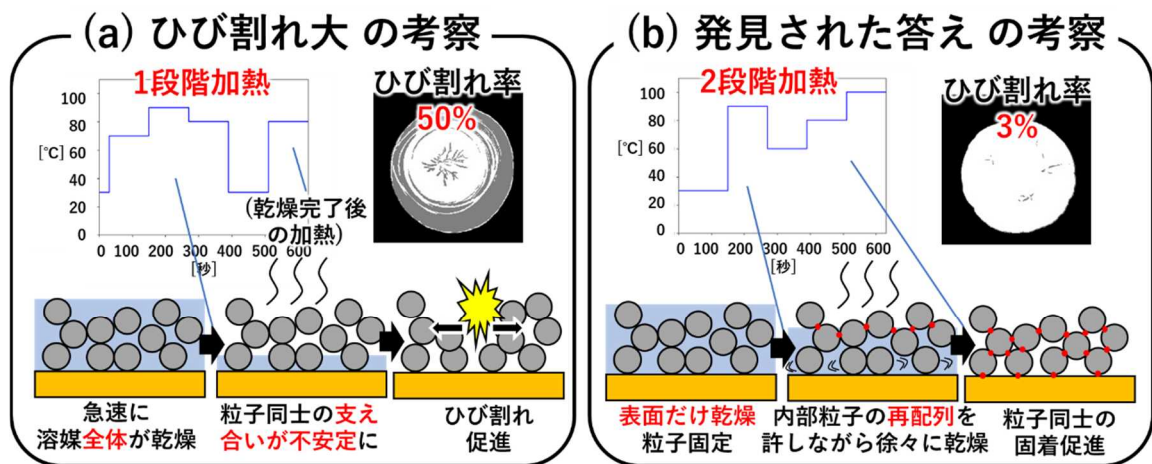 (a) ひび割れ大 の考察
1段階加熱
ひび割れ率
50%
100
80
[℃]
60
40
20
0
0 100 200 300 400 500 600
[秒]
(乾燥完了後
の加熱)
急速に
溶媒全体が乾燥
粒子同士の支え
合いが不安定に
ひび割れ
促進
(b) 発見された答え の考察
2段階加熱
ひび割れ率
3%
100
80
[℃]
60
40
20
0
0 100 200 300 400 500 600
[秒]
表面だけ乾燥
粒子固定
内部粒子の再配列を
許しながら徐々に乾燥
粒子同士の
固着促進